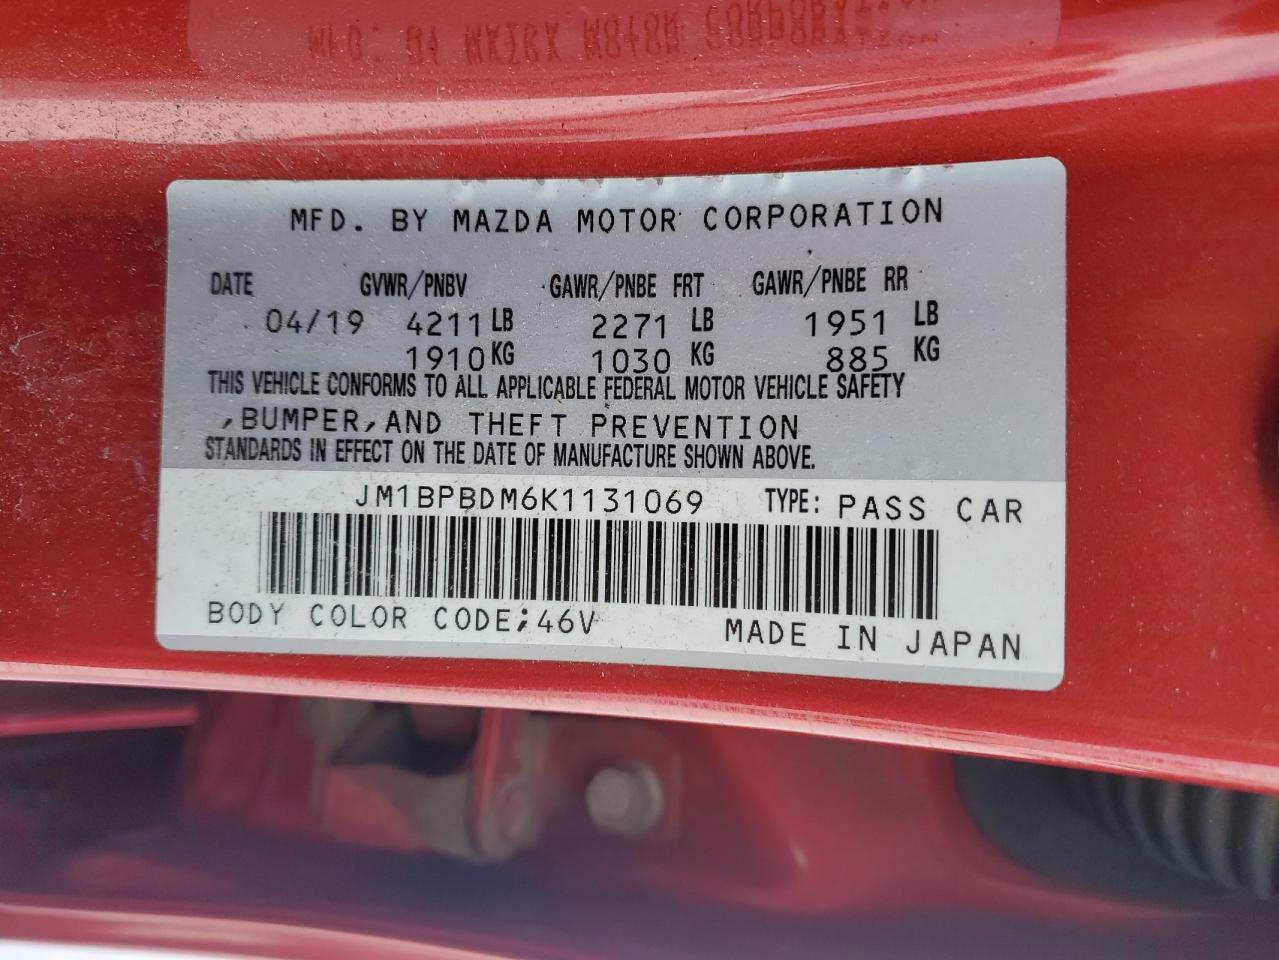 MFD. BY MAZDA MOTOR CORPORATION
DATE GVWR/PNBV GAWR/PNBE FRT GAWR/PNBE RR
04/19 4211 LB 2271 LB 1951 LB
1910 KG 1030 KG 885 KG
THIS VEHICLE CONFORMS TO ALL APPLICABLE FEDERAL MOTOR VEHICLE SAFETY
,BUMPER,AND THEFT PREVENTION
STANDARDS IN EFFECT ON THE DATE OF MANUFACTURE SHOWN ABOVE.
JM1BPBDM6K1131069 TYPE: PASS CAR
BODY COLOR CODE;46V MADE IN JAPAN